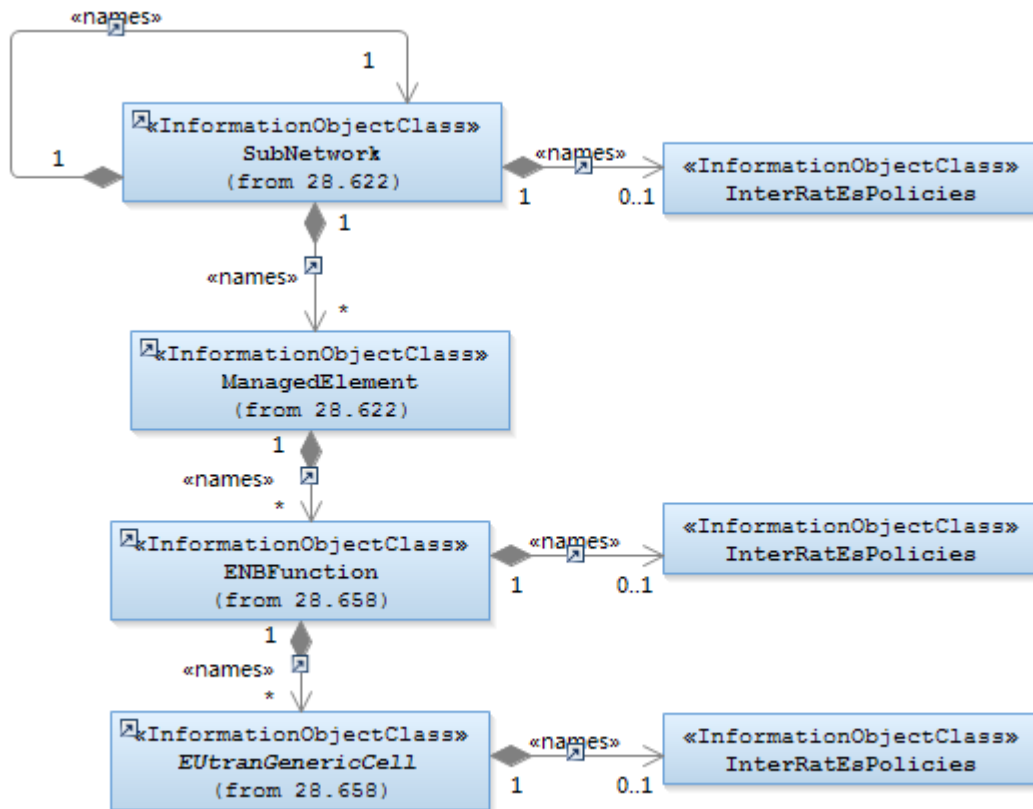 «names»
1
1
«InformationObjectClass»
SubNetwork
(from 28.622)
«names»
1
0..1
«InformationObjectClass»
InterRatEsPolicies
1
«names»
*
«InformationObjectClass»
ManagedElement
(from 28.622)
1
«names»
*
«InformationObjectClass»
ENBFunction
(from 28.658)
«names»
1
0..1
«InformationObjectClass»
InterRatEsPolicies
1
«names»
*
«InformationObjectClass»
EUtranGenericCell
(from 28.658)
«names»
1
0..1
«InformationObjectClass»
InterRatEsPolicies